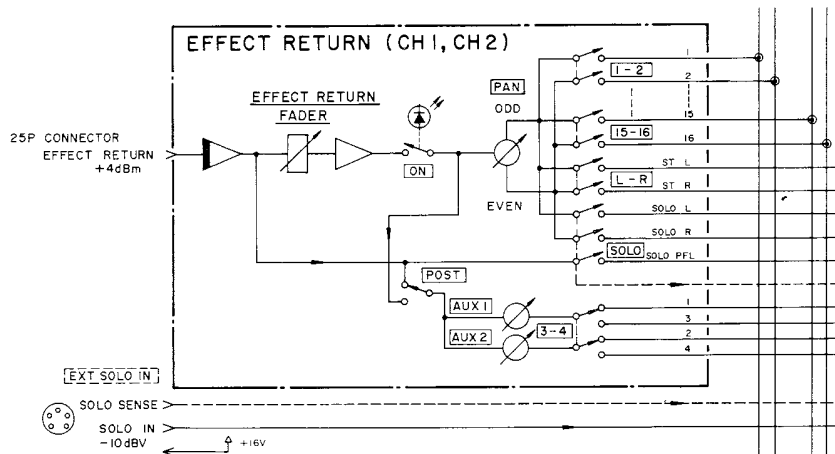 EFFECT RETURN (CH1, CH2)
EFFECT RETURN
FADER
25P CONNECTOR
EFFECT RETURN
+4dBm
ON
PAN
ODD
EVEN
1
1-2
2
15
15-16
16
ST L
L-R
ST R
SOLO L
SOLO R
SOLO
SOLO PFL
POST
AUX 1
AUX 2
3-4
1
3
2
4
EXT SOLO IN
SOLO SENSE
SOLO IN
-10dBV
+16V